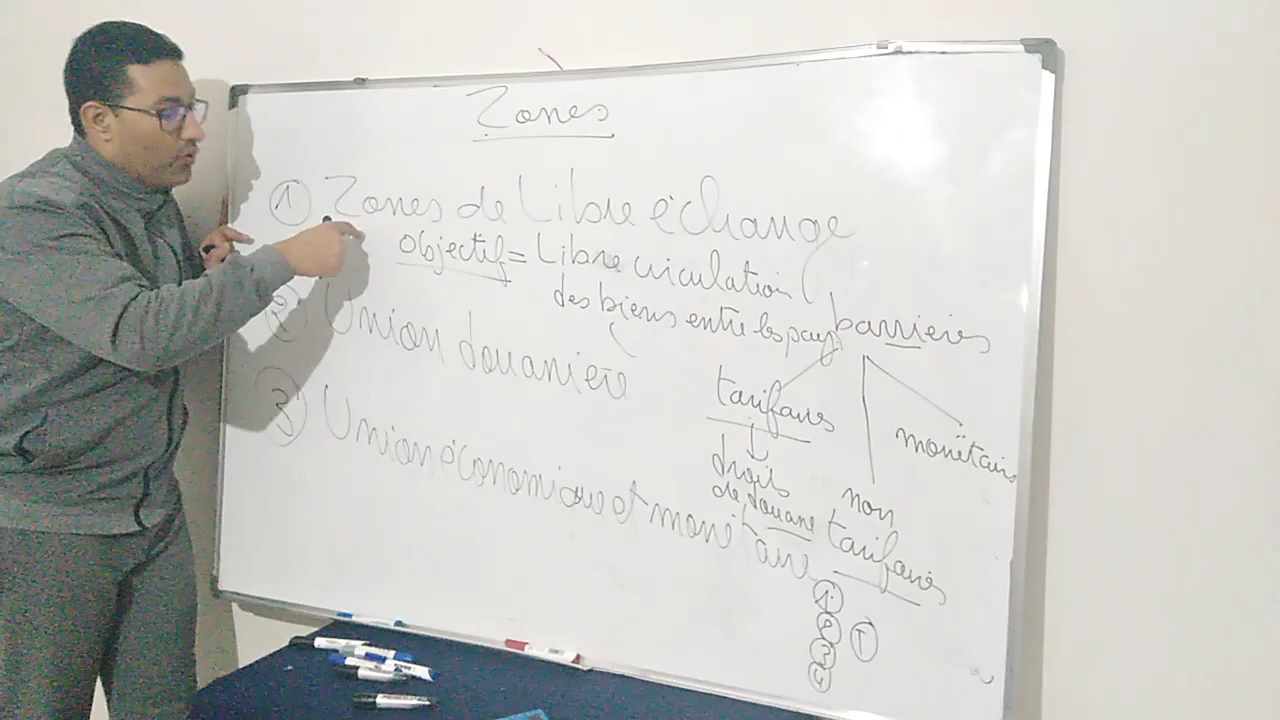 Zones
① Zones de Libre échange
Objectif = Libre circulation
des biens entre les pays
barrières
tarifaires
droits
de douane
non
tarifaires
monétaires
② Union douanière
③ Union économique et monétaire